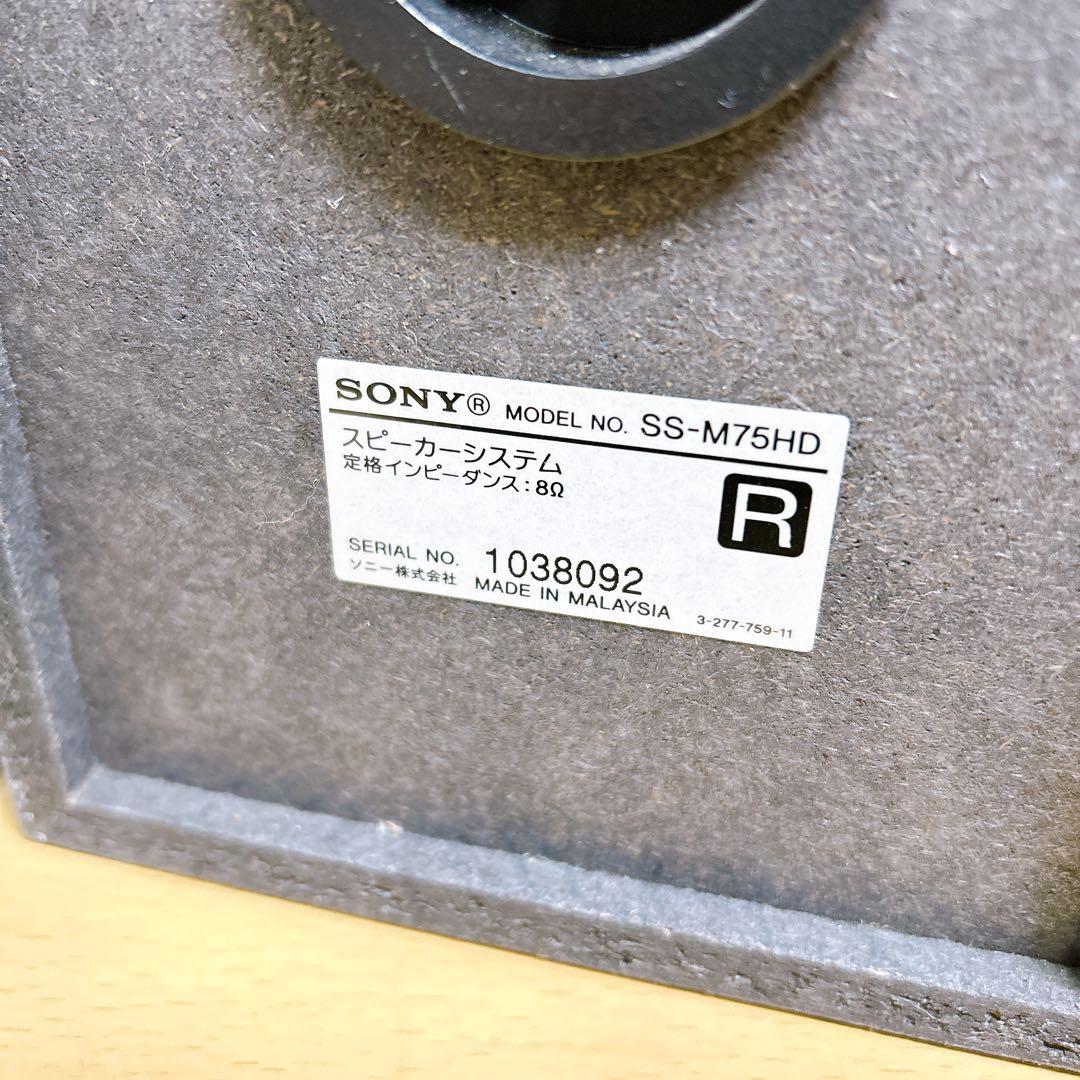 SONY® MODEL NO. SS-M75HD
スピーカーシステム
定格インピーダンス:8Ω
R
SERIAL NO. 1038092
ソニー株式会社 MADE IN MALAYSIA 3-277-759-11